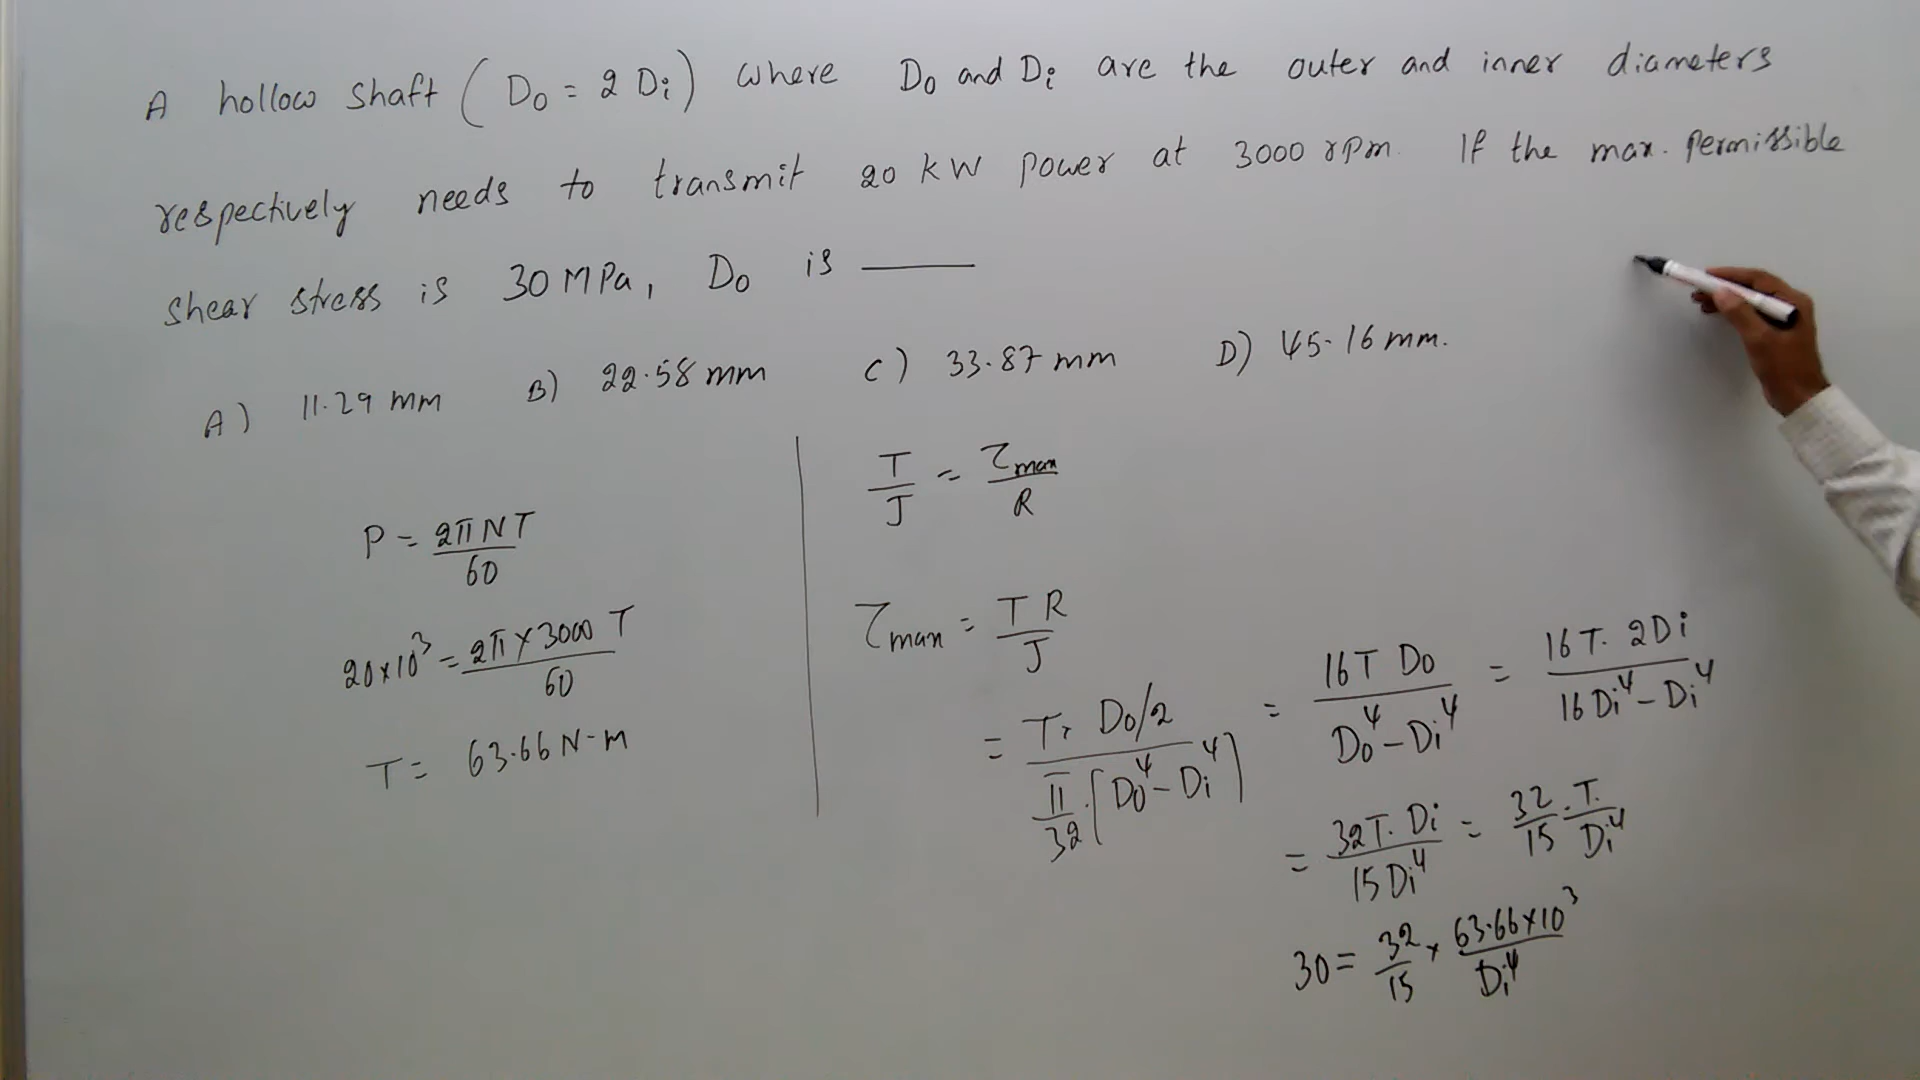 A hollow shaft (Do = 2 Di) where Do and Di are the outer and inner diameters
respectively needs to transmit 20 kW power at 3000 rpm. If the max. permissible
shear stress is 30 MPa, Do is ____
A) 11.29 mm B) 22.58 mm C) 33.87 mm D) 45.16 mm.
P = 2πNT/60
20×10³ = 2π×3000 T/60
T = 63.66 N-m
T/J = τmax/R
τmax = T R/J
= T× Do/2 / π/32 [Do⁴ - Di⁴] = 16T Do/Do⁴ - Di⁴ = 16T. 2Di/16Di⁴ - Di⁴
= 32T. Di/15Di⁴ = 32/15 . T./Di⁴
30 = 32/15 × 63.66×10³/Di⁴